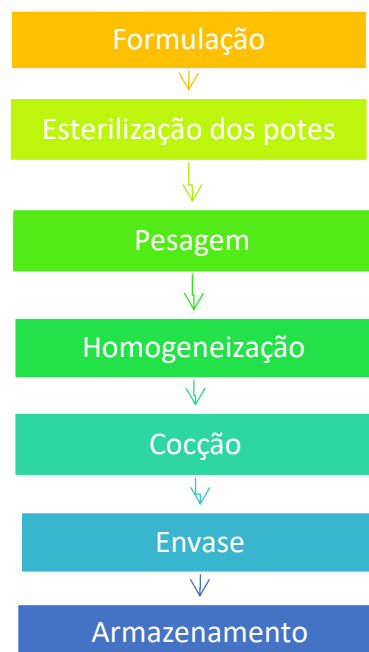 Formulação
Esterilização dos potes
Pesagem
Homogeneização
Cocção
Envase
Armazenamento